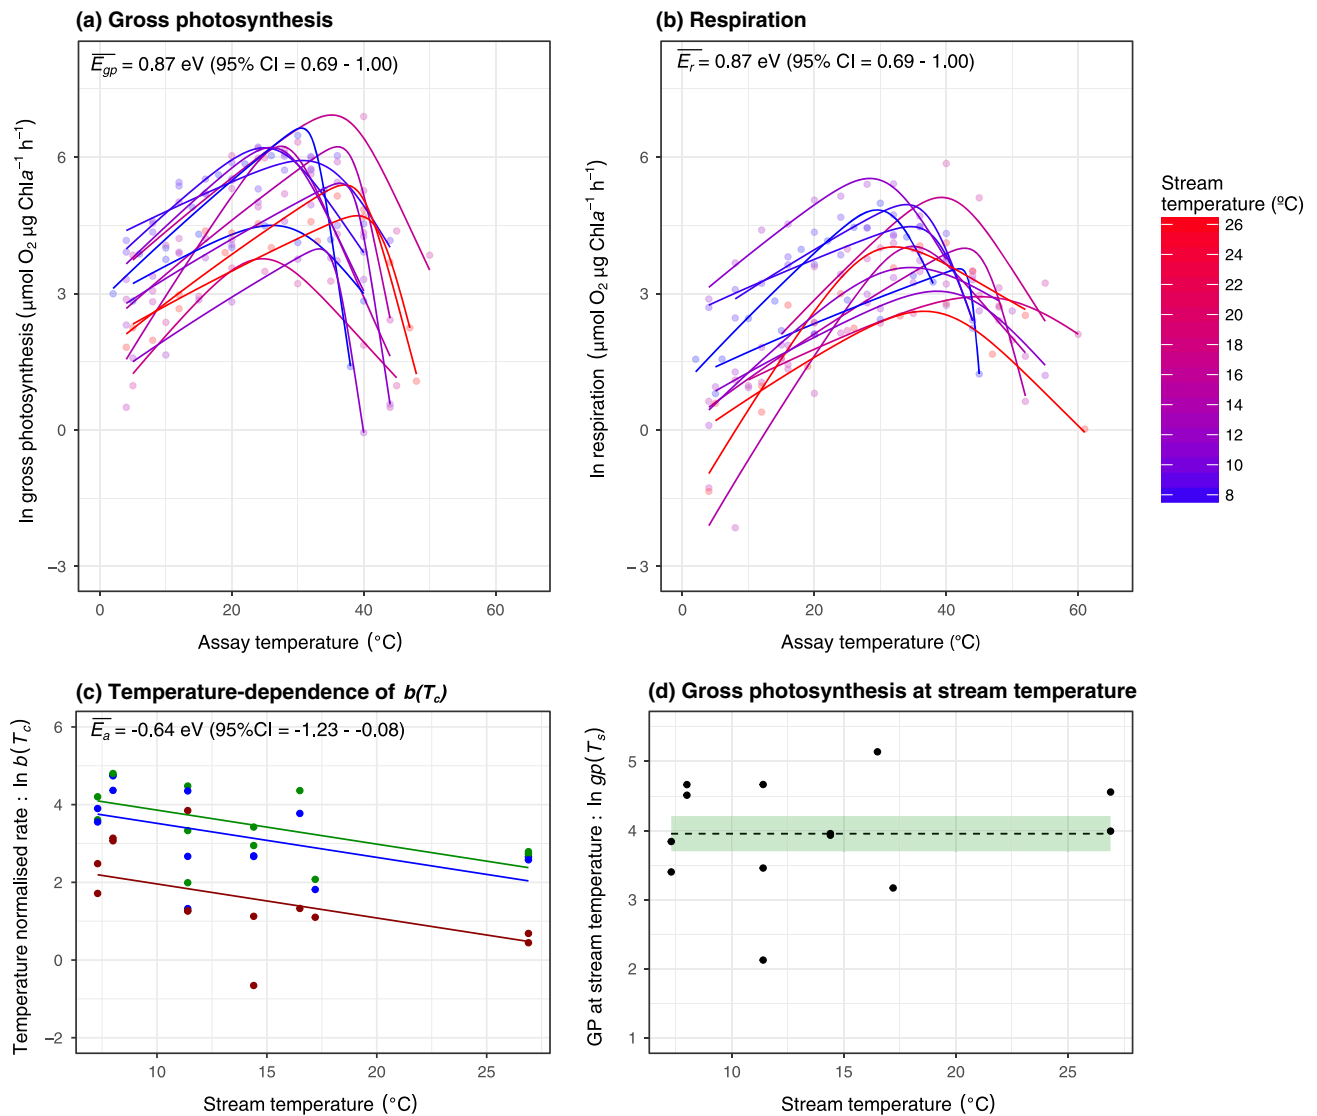 (a) Gross photosynthesis
E̅gp = 0.87 eV (95% CI = 0.69 - 1.00)
ln gross photosynthesis (μmol O₂ μg Chla⁻¹ h⁻¹)
6
3
0
−3
0 20 40 60
Assay temperature (°C)
(b) Respiration
E̅r = 0.87 eV (95% CI = 0.69 - 1.00)
ln respiration (μmol O₂ μg Chla⁻¹ h⁻¹)
6
3
0
−3
0 20 40 60
Assay temperature (°C)
Stream
temperature (ºC)
26
24
22
20
18
16
14
12
10
8
(c) Temperature-dependence of b(Tc)
E̅a = -0.64 eV (95%CI = -1.23 - -0.08)
Temperature normalised rate : ln b(Tc)
6
4
2
0
−2
10 15 20 25
Stream temperature (°C)
(d) Gross photosynthesis at stream temperature
GP at stream temperature : ln gp(Ts)
5
4
3
2
1
10 15 20 25
Stream temperature (°C)